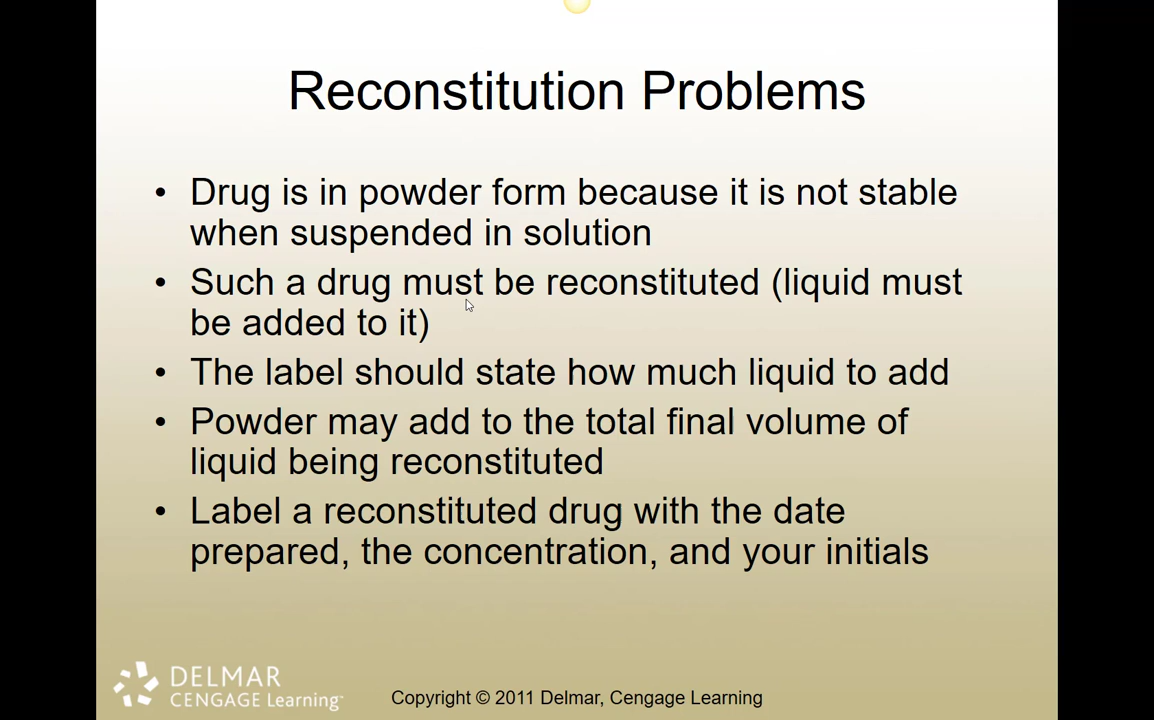 Reconstitution Problems
• Drug is in powder form because it is not stable
when suspended in solution
• Such a drug must be reconstituted (liquid must
be added to it)
• The label should state how much liquid to add
• Powder may add to the total final volume of
liquid being reconstituted
• Label a reconstituted drug with the date
prepared, the concentration, and your initials
DELMAR
CENGAGE Learning™
Copyright © 2011 Delmar, Cengage Learning